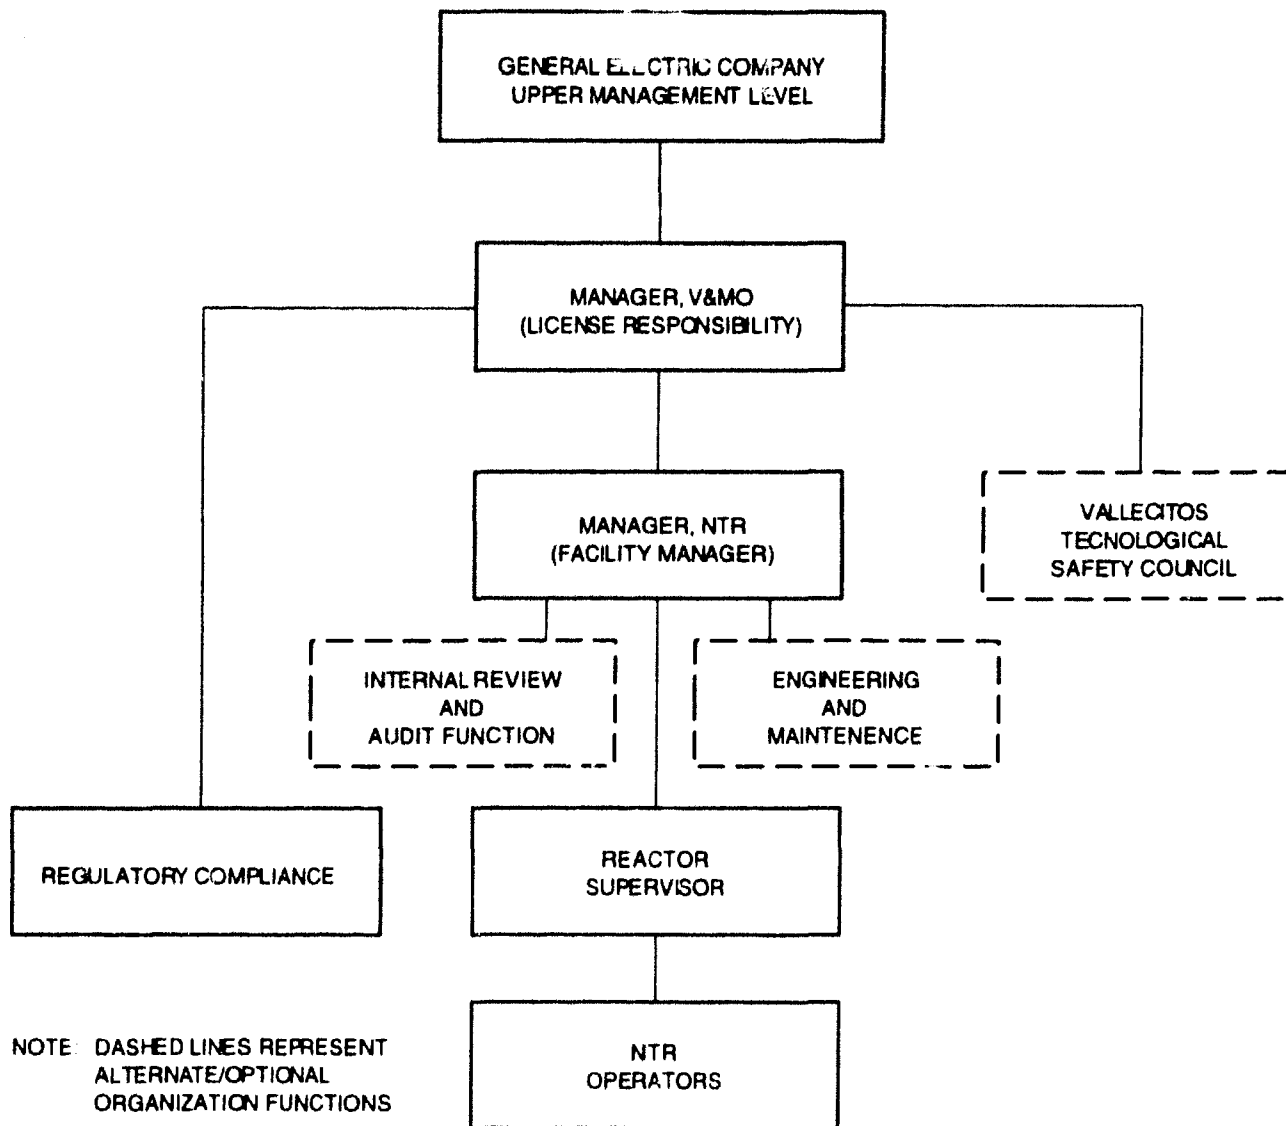 GENERAL ELECTRIC COMPANY
UPPER MANAGEMENT LEVEL
MANAGER, V&MO
(LICENSE RESPONSIBILITY)
MANAGER, NTR
(FACILITY MANAGER)
VALLECITOS
TECNOLOGICAL
SAFETY COUNCIL
INTERNAL REVIEW
AND
AUDIT FUNCTION
ENGINEERING
AND
MAINTENENCE
REGULATORY COMPLIANCE
REACTOR
SUPERVISOR
NTR
OPERATORS
NOTE: DASHED LINES REPRESENT
ALTERNATE/OPTIONAL
ORGANIZATION FUNCTIONS